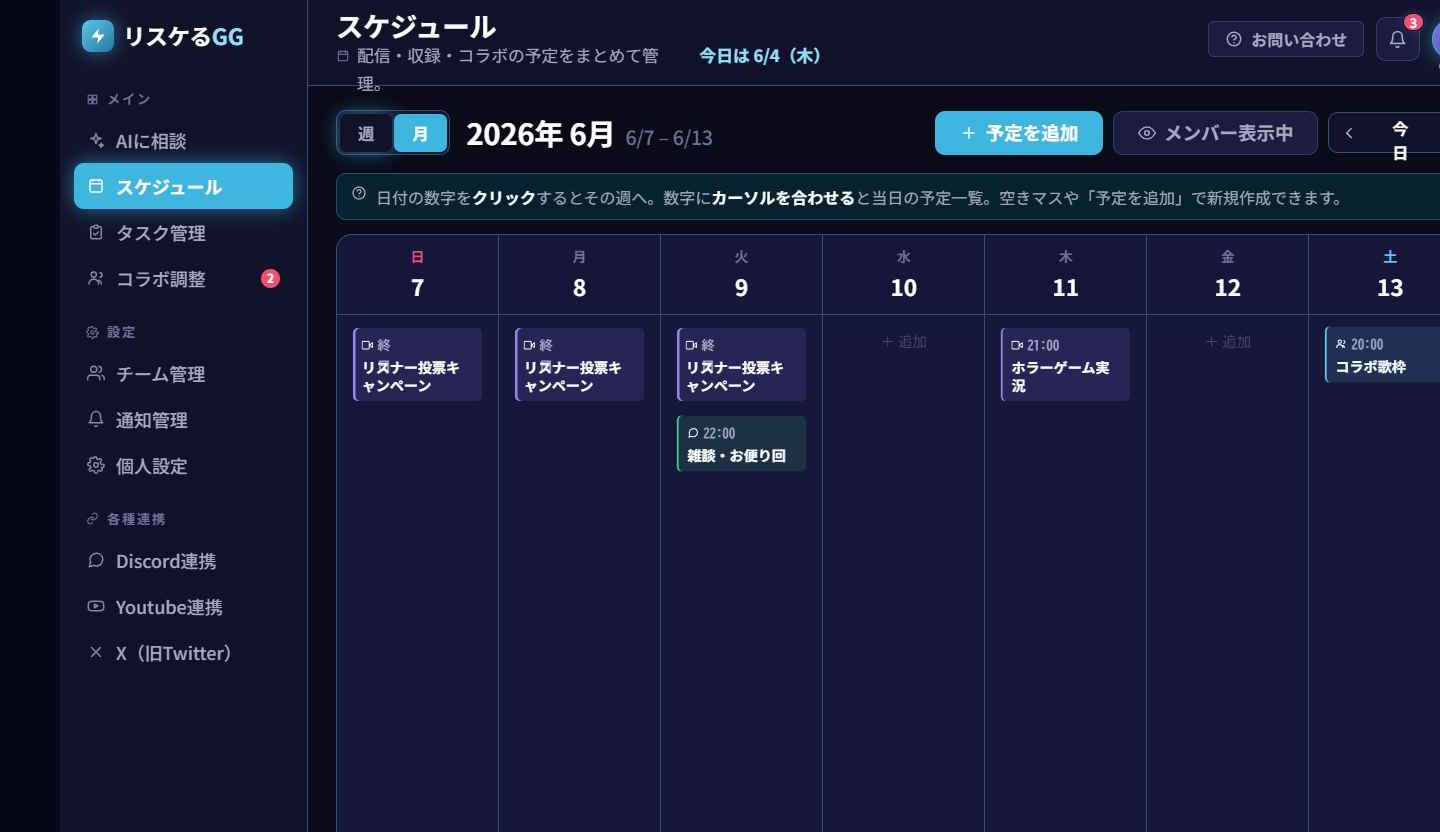 リスケるGG
メイン
AIに相談
スケジュール
タスク管理
コラボ調整
2
設定
チーム管理
通知管理
個人設定
各種連携
Discord連携
Youtube連携
X（旧Twitter）
スケジュール
配信・収録・コラボの予定をまとめて管
理。
今日は 6/4（木）
お問い合わせ
3
週
月
2026年 6月 6/7 – 6/13
＋ 予定を追加
メンバー表示中
今
日
日付の数字をクリックするとその週へ。数字にカーソルを合わせると当日の予定一覧。空きマスや「予定を追加」で新規作成できます。
日
7
月
8
火
9
水
10
木
11
金
12
土
13
終
リスナー投票キ
ャンペーン
終
リスナー投票キ
ャンペーン
終
リスナー投票キ
ャンペーン
22:00
雑談・お便り回
＋ 追加
21:00
ホラーゲーム実
況
＋ 追加
20:00
コラボ歌枠